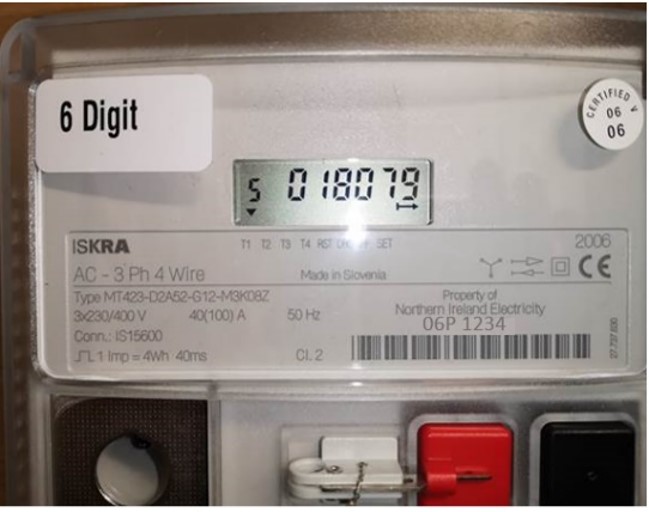 6 Digit
CERTIFIED V
06
06
5 018079
T1 T2 T3 T4 RST SET
ISKRA
2006
AC - 3 Ph 4 Wire
Made in Slovenia
CE
Type MT423-D2A52-G12-M3K08Z
Property of
3x230/400 V 40(100) A 50 Hz
Northern Ireland Electricity
06P 1234
Conn.: IS15600
1 Imp = 4Wh 40ms
Cl. 2